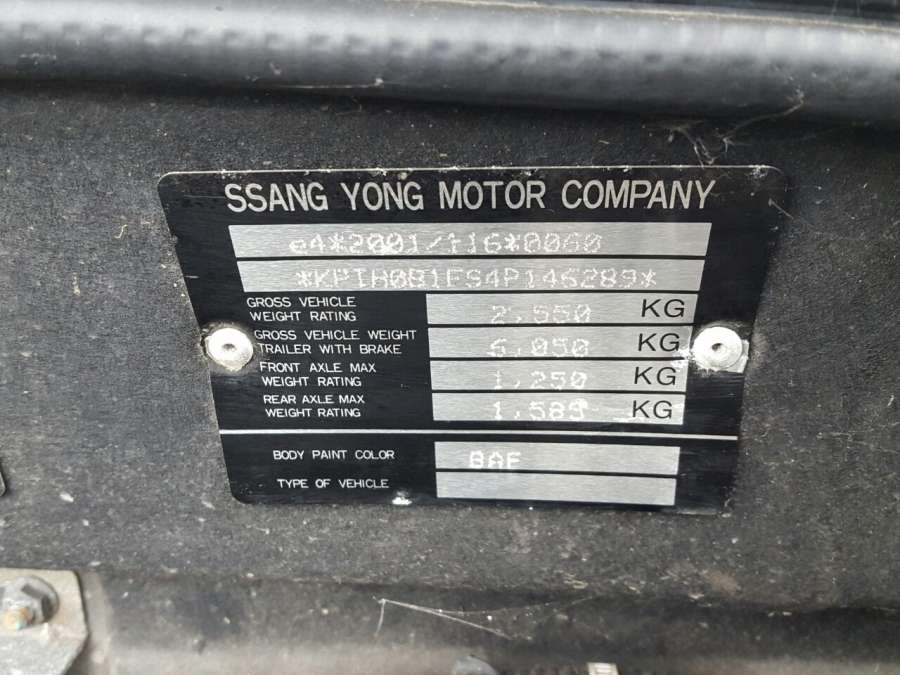 SSANG YONG MOTOR COMPANY
e4*2001/116*0060
*KPTH0B1FS4P146289*
GROSS VEHICLE WEIGHT RATING 2,550 KG
GROSS VEHICLE WEIGHT TRAILER WITH BRAKE 5,050 KG
FRONT AXLE MAX WEIGHT RATING 1,250 KG
REAR AXLE MAX WEIGHT RATING 1,589 KG
BODY PAINT COLOR BAF
TYPE OF VEHICLE